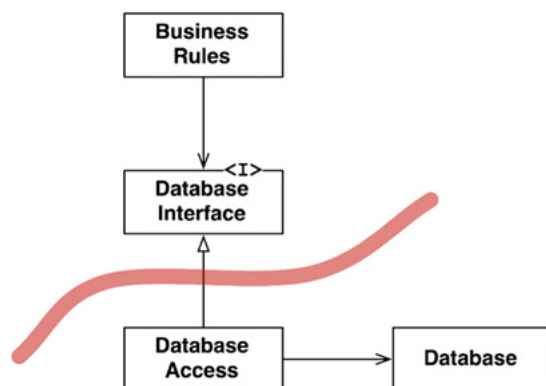 Business
Rules
<I>
Database
Interface
Database
Access
Database